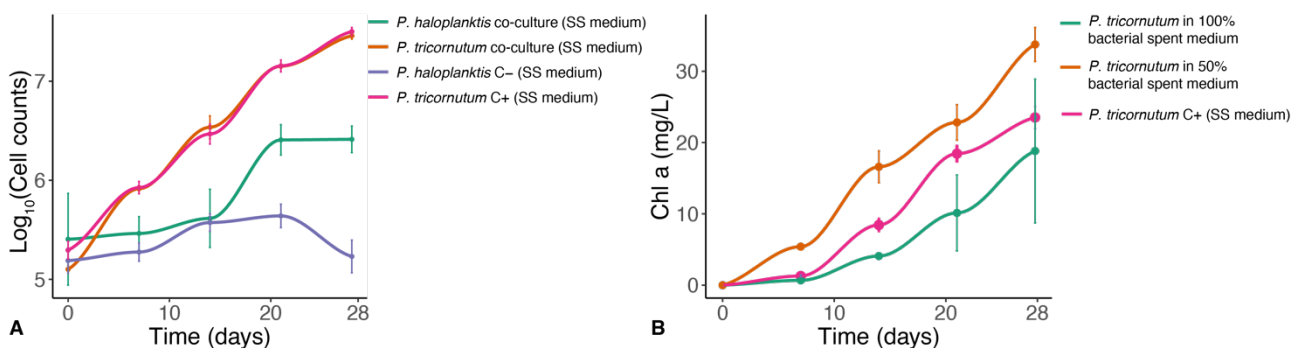 Log10(Cell counts)
7
6
5
0
10
20
28
Time (days)
A
P. haloplanktis co-culture (SS medium)
P. tricornutum co-culture (SS medium)
P. haloplanktis C− (SS medium)
P. tricornutum C+ (SS medium)
Chl a (mg/L)
30
20
10
0
0
10
20
28
Time (days)
B
P. tricornutum in 100%
bacterial spent medium
P. tricornutum in 50%
bacterial spent medium
P. tricornutum C+ (SS medium)